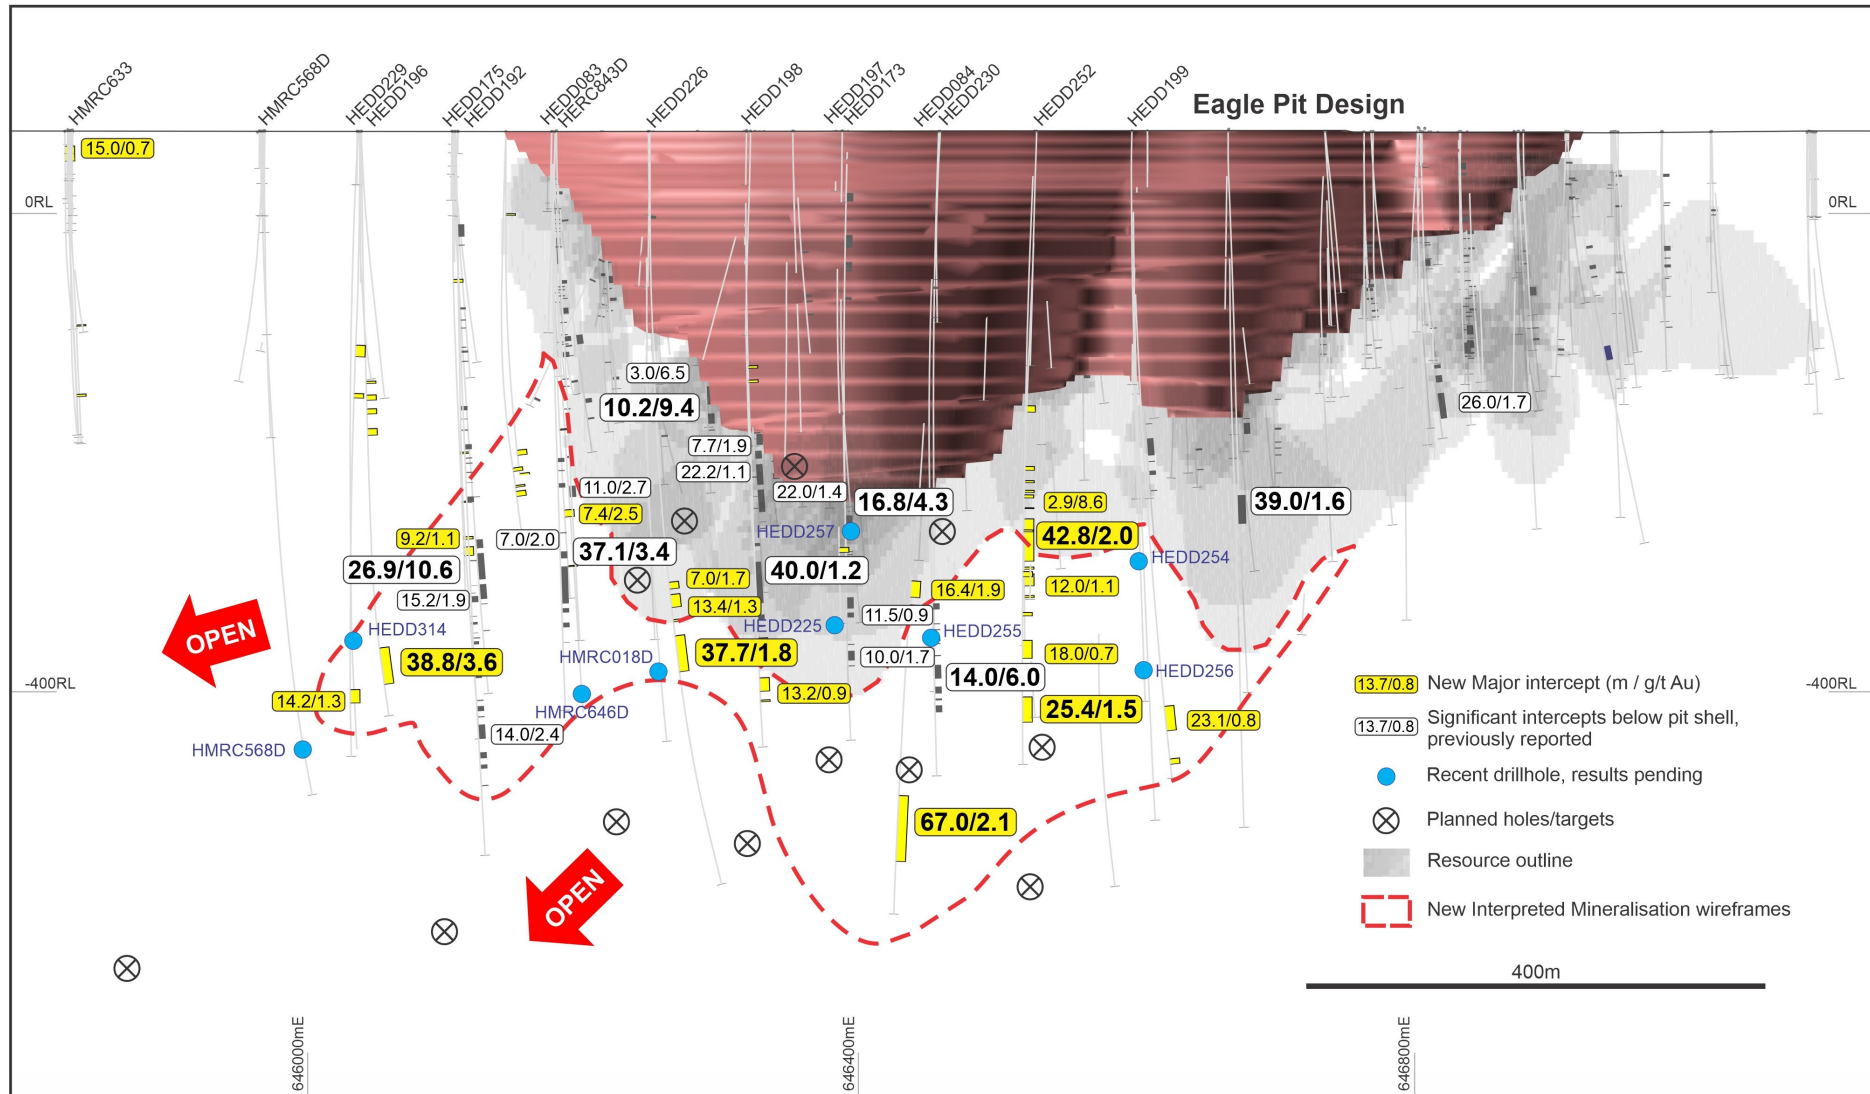 HMRC633
HMRC568D
HEDD229
HEDD196
HEDD175
HEDD192
HEDD083
HERC843D
HEDD226
HEDD198
HEDD197
HEDD173
HEDD084
HEDD230
HEDD252
HEDD199
Eagle Pit Design
15.0/0.7
0RL
0RL
3.0/6.5
10.2/9.4
26.0/1.7
7.7/1.9
22.2/1.1
11.0/2.7
22.0/1.4
16.8/4.3
2.9/8.6
39.0/1.6
7.4/2.5
HEDD257
42.8/2.0
9.2/1.1
7.0/2.0
37.1/3.4
HEDD254
26.9/10.6
40.0/1.2
7.0/1.7
16.4/1.9
12.0/1.1
15.2/1.9
13.4/1.3
11.5/0.9
HEDD314
HEDD225
HEDD255
OPEN
38.8/3.6
HMRC018D
37.7/1.8
10.0/1.7
18.0/0.7
14.0/6.0
HEDD256
-400RL
-400RL
14.2/1.3
13.2/0.9
HMRC646D
25.4/1.5
23.1/0.8
14.0/2.4
HMRC568D
67.0/2.1
OPEN
13.7/0.8 New Major intercept (m / g/t Au)
13.7/0.8 Significant intercepts below pit shell,
previously reported
Recent drillhole, results pending
Planned holes/targets
Resource outline
New Interpreted Mineralisation wireframes
400m
646000mE
646400mE
646800mE